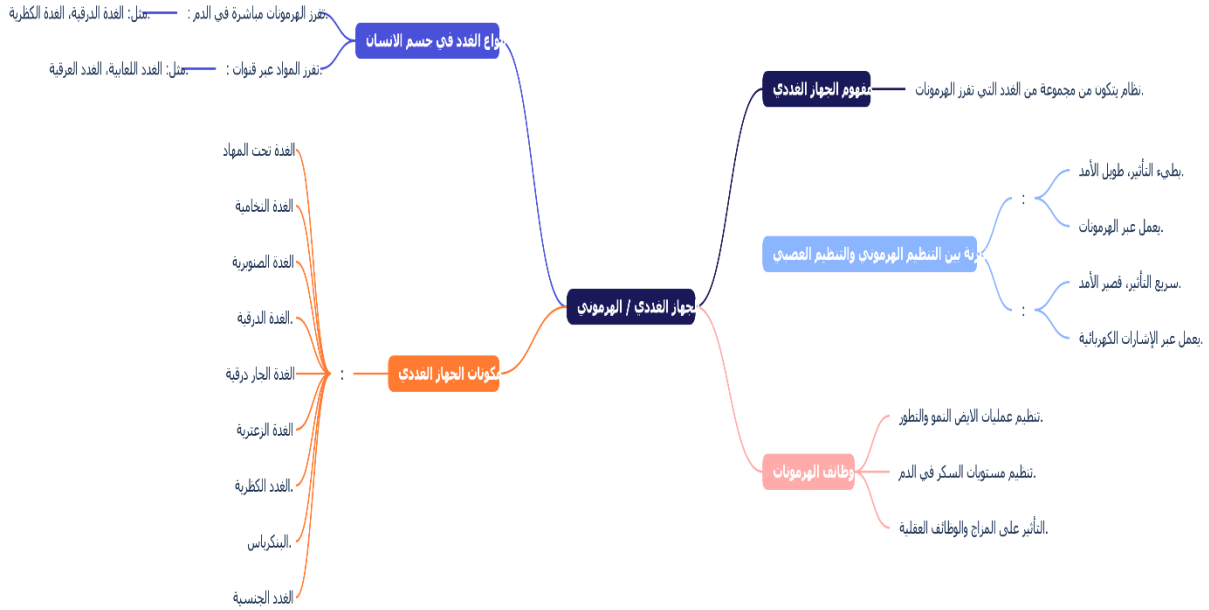 الجهاز الغددي / الهرموني
مفهوم الجهاز الغددي
نظام يتكون من مجموعة من الغدد التي تفرز الهرمونات.
بين التنظيم الهرموني والتنظيم العصبي
:
بطيء التأثير، طويل الأمد.
يعمل عبر الهرمونات.
:
سريع التأثير، قصير الأمد.
يعمل عبر الإشارات الكهربائية.
وظائف الهرمونات
تنظيم عمليات الايض النمو والتطور.
تنظيم مستويات السكر في الدم.
التأثير على المزاج والوظائف العقلية.
الغدد في جسم الانسان
تفرز الهرمونات مباشرة في الدم :
مثل: الغدة الدرقية، الغدة الكظرية.
تفرز المواد عبر قنوات :
مثل: الغدد اللعابية، الغدد العرقية.
مكونات الجهاز الغددي
:
الغدة تحت المهاد
الغدة النخامية
الغدة الصنوبرية
الغدة الدرقية.
الغدة الجار درقية
الغدة الزعترية
الغدد الكظرية.
البنكرياس.
الغدد الجنسية